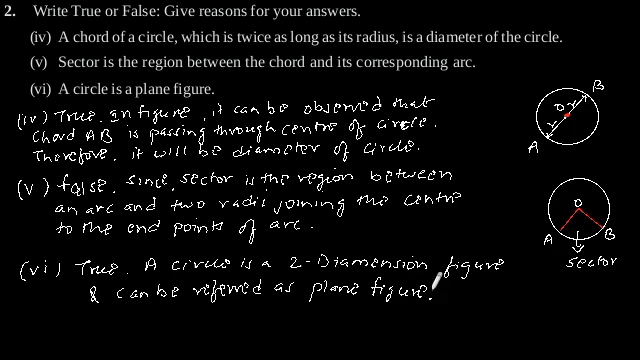 2. Write True or False: Give reasons for your answers.
(iv) A chord of a circle, which is twice as long as its radius, is a diameter of the circle.
(v) Sector is the region between the chord and its corresponding arc.
(vi) A circle is a plane figure.
(iv) True. In figure, it can be observed that
chord AB is passing through centre of circle.
Therefore, it will be diameter of circle.
(v) False. since, sector is the region between
an arc and two radii joining the centre
to the end points of arc.
(vi) True. A circle is a 2-Diamension figure
& can be referred as plane figure.
B
O r
r
A
O
A B
sector